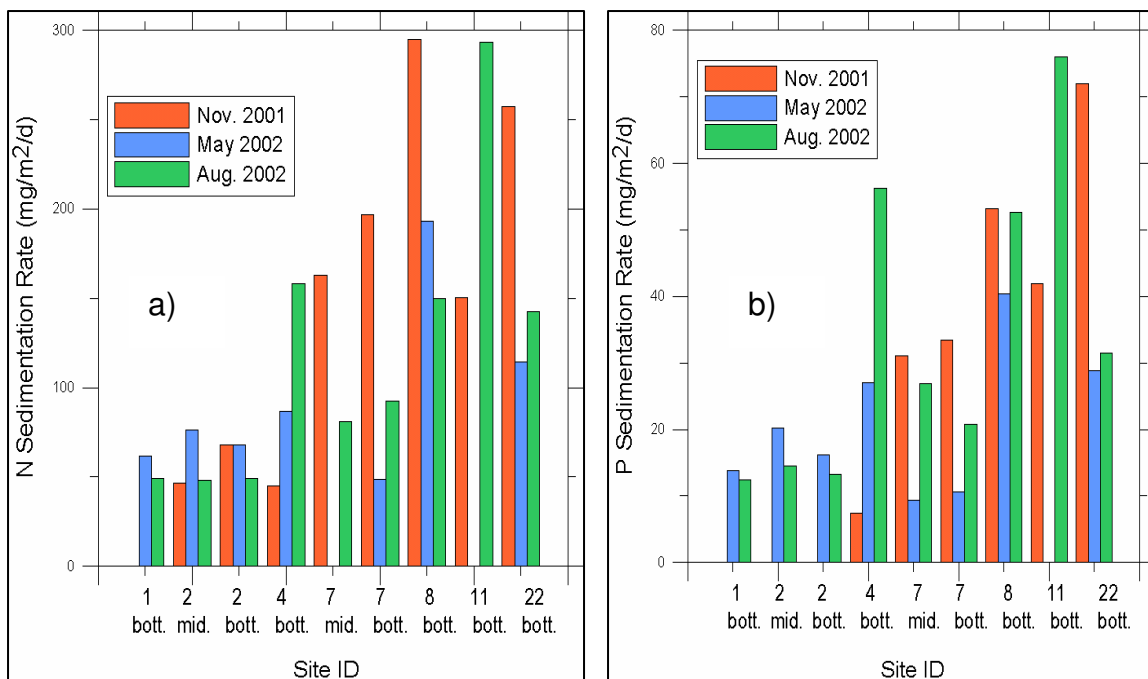 N Sedimentation Rate (mg/m2/d)
300
200
100
0
Nov. 2001
May 2002
Aug. 2002
a)
1 2 2 4 7 7 8 11 22
bott. mid. bott. bott. mid. bott. bott. bott. bott.
Site ID
P Sedimentation Rate (mg/m2/d)
80
60
40
20
0
Nov. 2001
May 2002
Aug. 2002
b)
1 2 2 4 7 7 8 11 22
bott. mid. bott. bott. mid. bott. bott. bott. bott.
Site ID